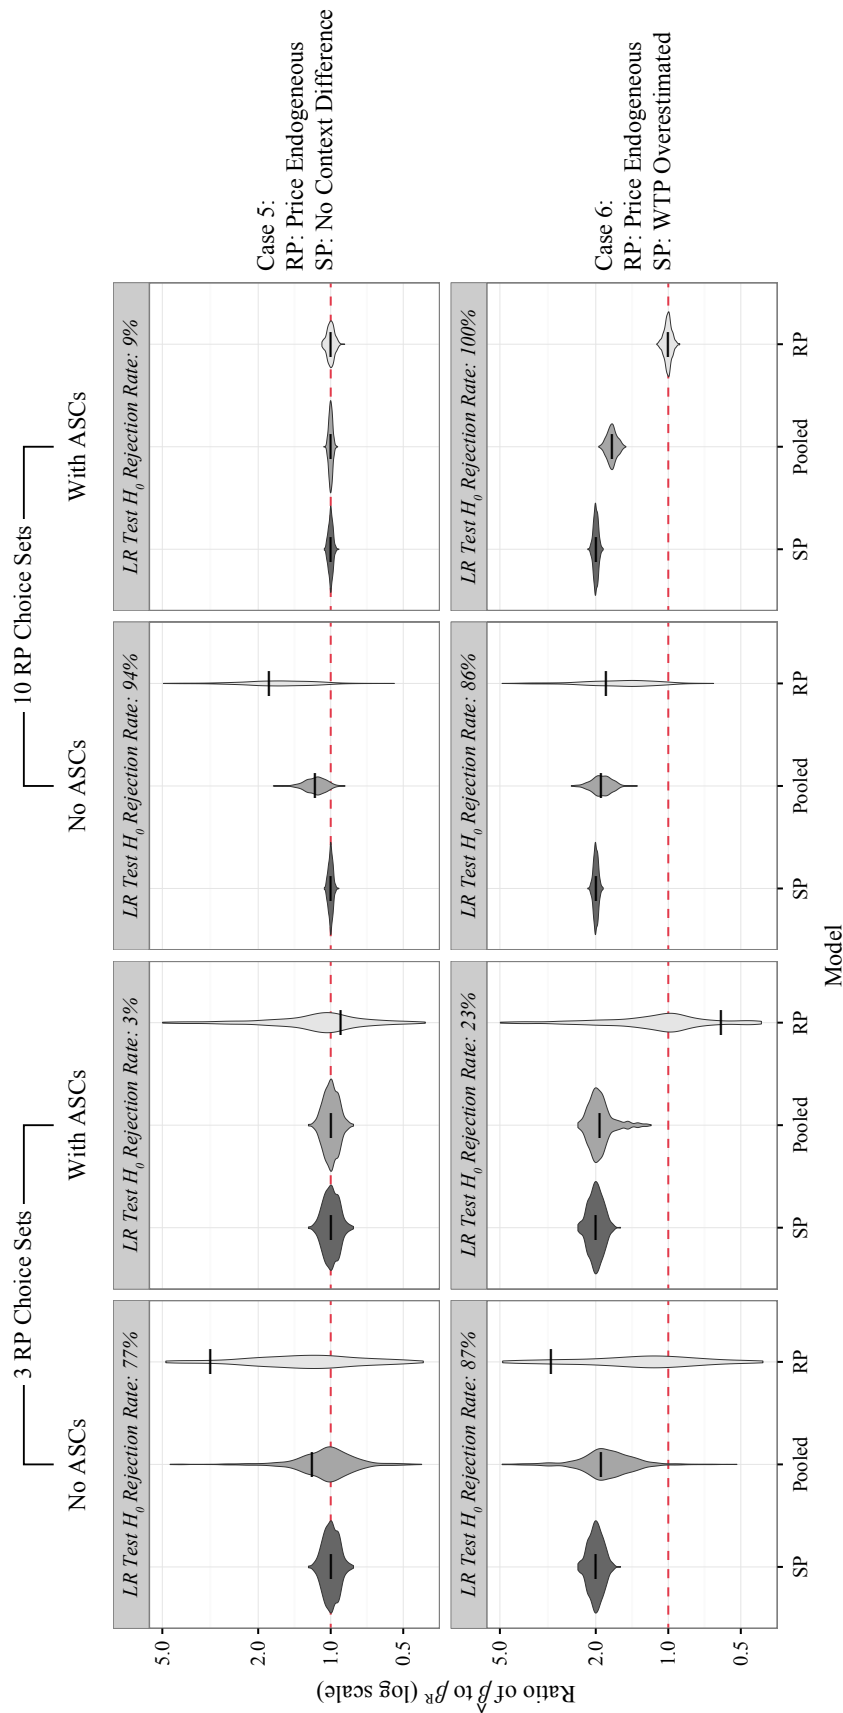 3 RP Choice Sets
10 RP Choice Sets
No ASCs
With ASCs
No ASCs
With ASCs
LR Test H₀ Rejection Rate: 77%
LR Test H₀ Rejection Rate: 3%
LR Test H₀ Rejection Rate: 94%
LR Test H₀ Rejection Rate: 9%
5.0
2.0
1.0
0.5
Case 5:
RP: Price Endogeneous
SP: No Context Difference
LR Test H₀ Rejection Rate: 87%
LR Test H₀ Rejection Rate: 23%
LR Test H₀ Rejection Rate: 86%
LR Test H₀ Rejection Rate: 100%
5.0
2.0
1.0
0.5
Case 6:
RP: Price Endogeneous
SP: WTP Overestimated
SP
Pooled
RP
SP
Pooled
RP
SP
Pooled
RP
SP
Pooled
RP
Model
Ratio of β̂ to βᴿ (log scale)